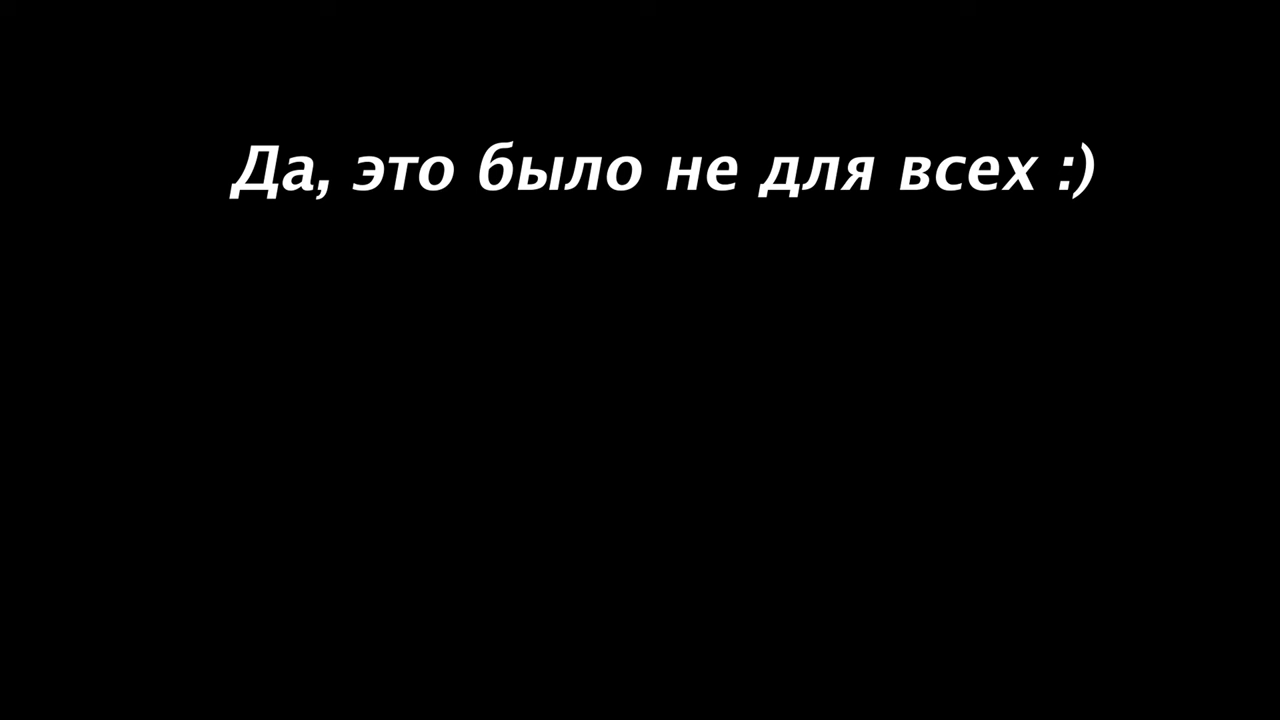 Да, это было не для всех :)